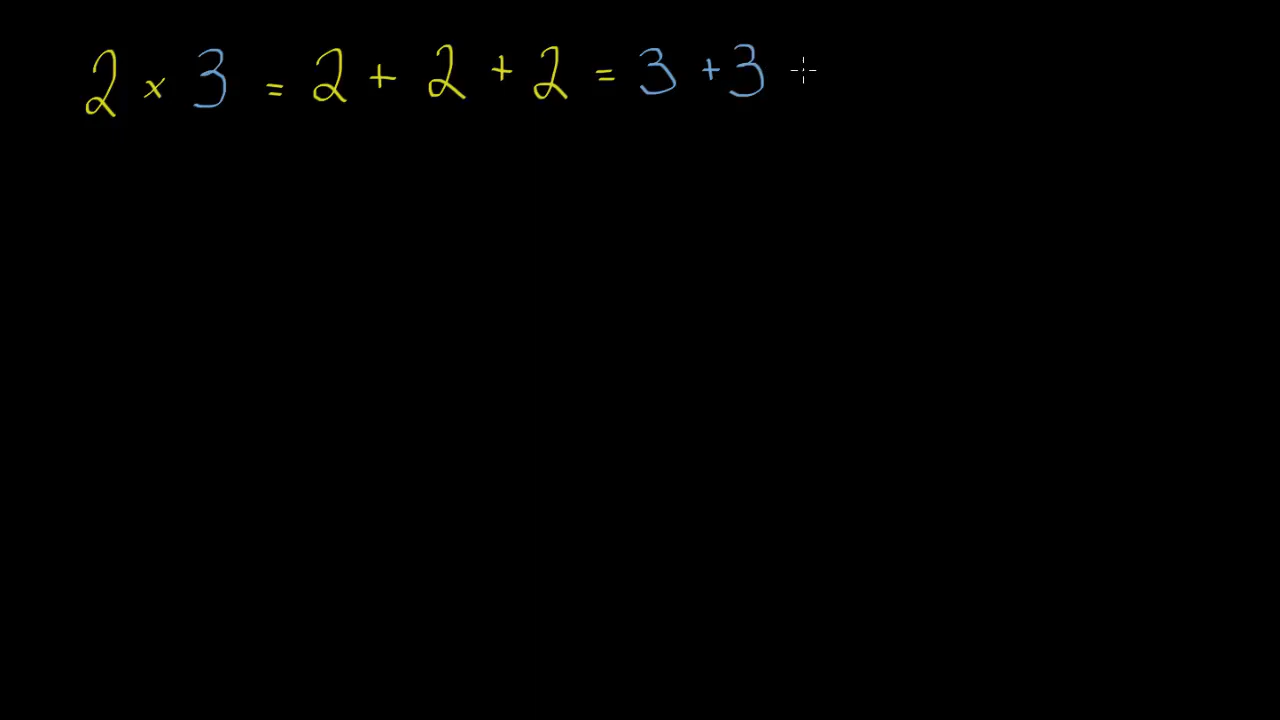 2 × 3 = 2 + 2 + 2 = 3 + 3